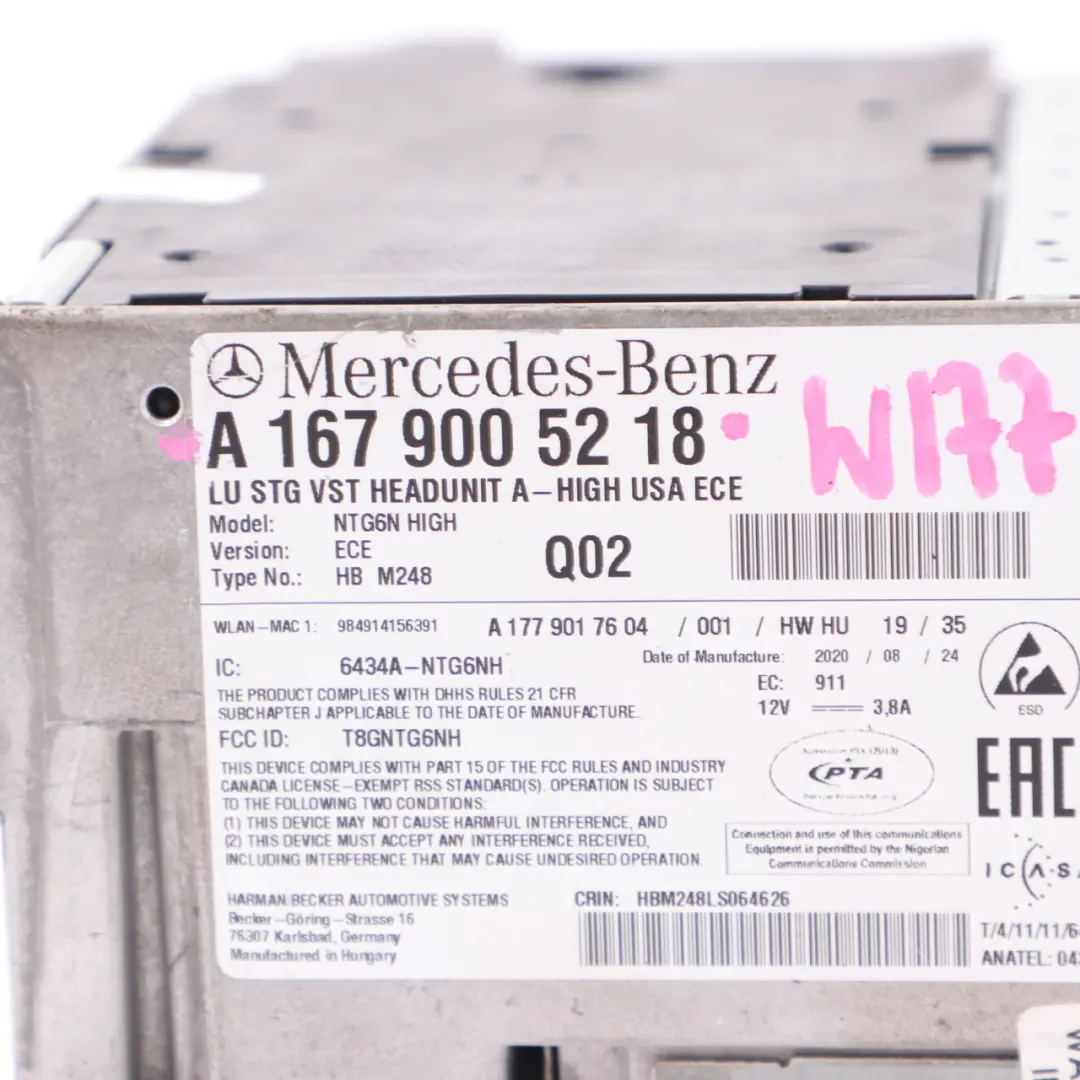 Mercedes-Benz
A 167 900 52 18
W177
LU STG VST HEADUNIT A-HIGH USA ECE
Model: NTG6N HIGH
Version: ECE
Type No.: HB M248
Q02
WLAN-MAC 1: 984914156391
A 177 901 76 04 / 001 / HW HU 19 / 35
IC: 6434A-NTG6NH
Date of Manufacture: 2020 / 08 / 24
EC: 911
12V 3,8A
THE PRODUCT COMPLIES WITH DHHS RULES 21 CFR
SUBCHAPTER J APPLICABLE TO THE DATE OF MANUFACTURE.
FCC ID: T8GNTG6NH
THIS DEVICE COMPLIES WITH PART 15 OF THE FCC RULES AND INDUSTRY
CANADA LICENSE-EXEMPT RSS STANDARD(S). OPERATION IS SUBJECT
TO THE FOLLOWING TWO CONDITIONS:
(1) THIS DEVICE MAY NOT CAUSE HARMFUL INTERFERENCE, AND
(2) THIS DEVICE MUST ACCEPT ANY INTERFERENCE RECEIVED,
INCLUDING INTERFERENCE THAT MAY CAUSE UNDESIRED OPERATION.
ESD
PTA
EAC
Connection and use of this communications
Equipment is permitted by the Nigerian
Communications Commission
ICASA
HARMAN BECKER AUTOMOTIVE SYSTEMS
Becker-Göring-Strasse 16
76307 Karlsbad, Germany
Manufactured in Hungary
CRIN: HBM248LS064626
T/4/11/11/6
ANATEL: 04